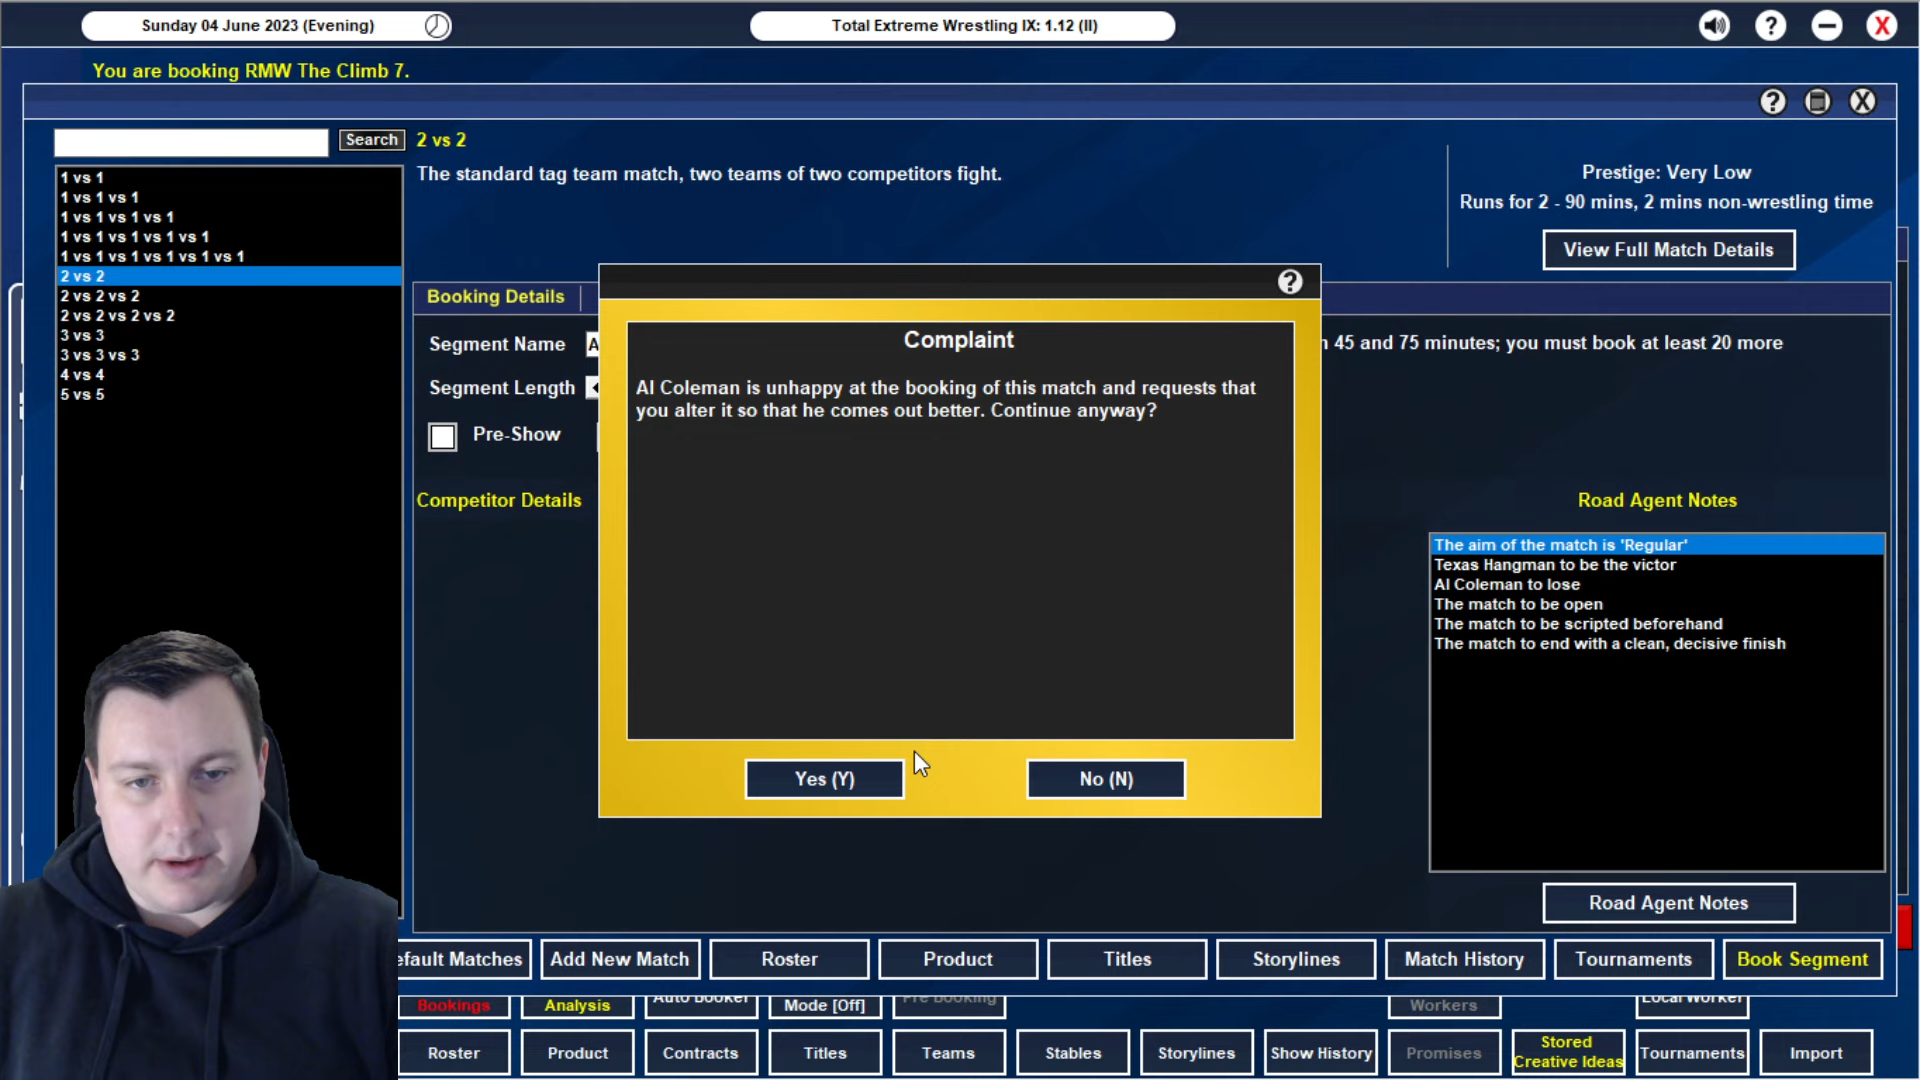 Sunday 04 June 2023 (Evening)
Total Extreme Wrestling IX: 1.12 (II)
?
X
You are booking RMW The Climb 7.
?
X
Search
2 vs 2
The standard tag team match, two teams of two competitors fight.
Prestige: Very Low
Runs for 2 - 90 mins, 2 mins non-wrestling time
View Full Match Details
1 vs 1
1 vs 1 vs 1
1 vs 1 vs 1 vs 1
1 vs 1 vs 1 vs 1 vs 1
1 vs 1 vs 1 vs 1 vs 1 vs 1
2 vs 2
2 vs 2 vs 2
2 vs 2 vs 2 vs 2
3 vs 3
3 vs 3 vs 3
4 vs 4
5 vs 5
Booking Details
Segment Name
A
45 and 75 minutes; you must book at least 20 more
Segment Length
Pre-Show
Competitor Details
?
Complaint
Al Coleman is unhappy at the booking of this match and requests that
you alter it so that he comes out better. Continue anyway?
Yes (Y)
No (N)
Road Agent Notes
The aim of the match is 'Regular'
Texas Hangman to be the victor
Al Coleman to lose
The match to be open
The match to be scripted beforehand
The match to end with a clean, decisive finish
Road Agent Notes
efault Matches
Add New Match
Roster
Product
Titles
Storylines
Match History
Tournaments
Book Segment
Bookings
Analysis
Auto Booker
Mode [Off]
Pre Booking
Workers
Local Worker
Roster
Product
Contracts
Titles
Teams
Stables
Storylines
Show History
Promises
Stored
Creative Ideas
Tournaments
Import